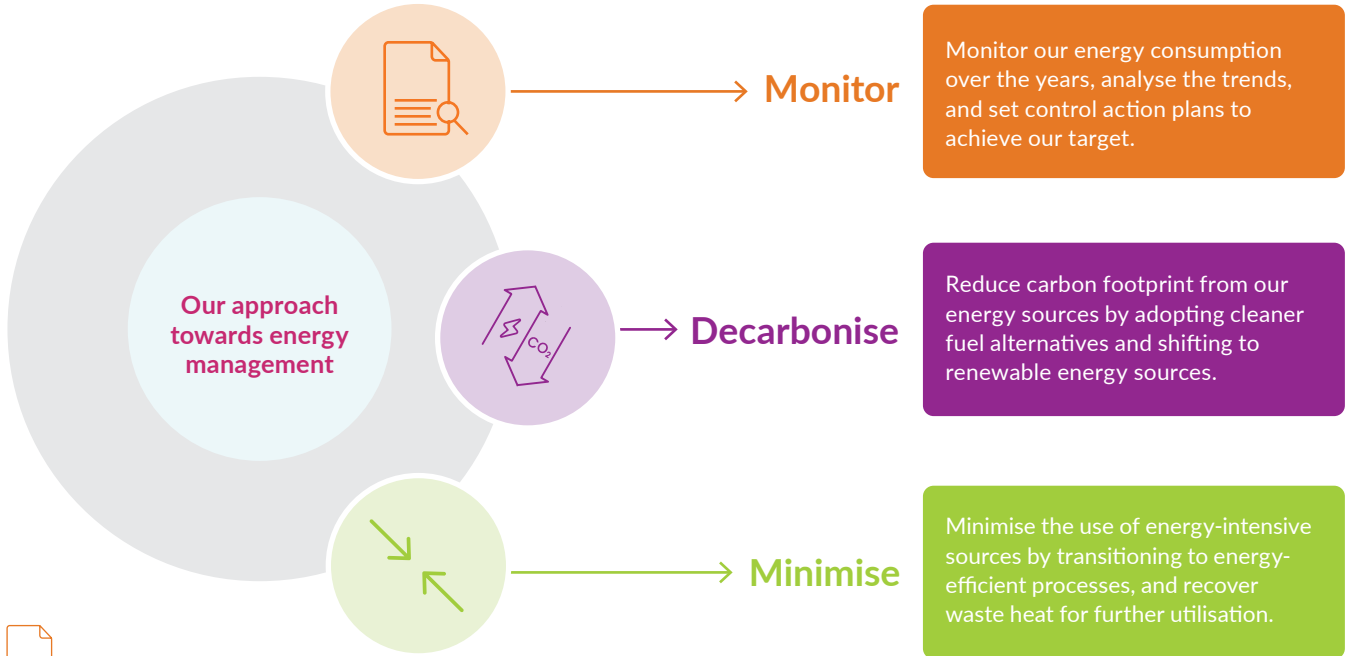 Our approach
towards energy
management
Monitor
Monitor our energy consumption
over the years, analyse the trends,
and set control action plans to
achieve our target.
CO₂
Decarbonise
Reduce carbon footprint from our
energy sources by adopting cleaner
fuel alternatives and shifting to
renewable energy sources.
Minimise
Minimise the use of energy-intensive
sources by transitioning to energy-
efficient processes, and recover
waste heat for further utilisation.